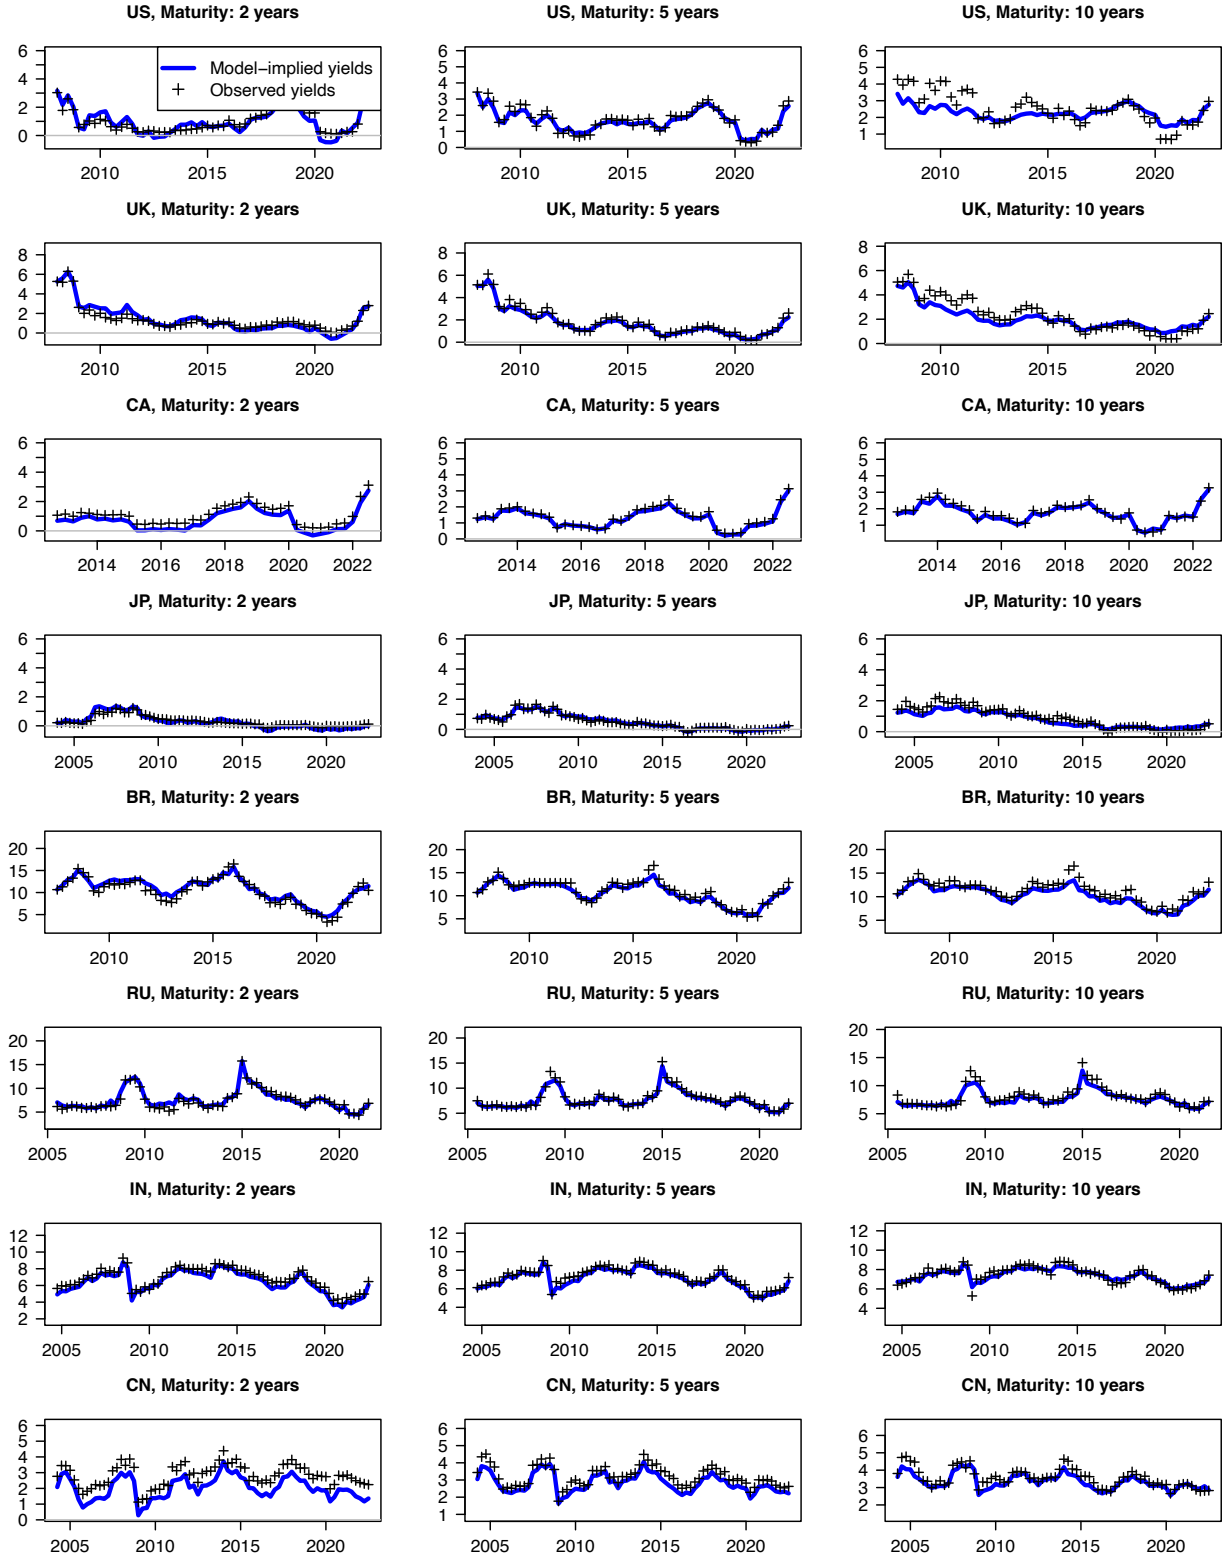 US, Maturity: 2 years US, Maturity: 5 years US, Maturity: 10 years
6 6 6
5 5
4 4 4
3 3
2 2 2
1 1
0 0
Model−implied yields
Observed yields
2010 2015 2020 2010 2015 2020 2010 2015 2020
UK, Maturity: 2 years UK, Maturity: 5 years UK, Maturity: 10 years
8 8 8
6 6 6
4 4 4
2 2 2
0 0 0
2010 2015 2020 2010 2015 2020 2010 2015 2020
CA, Maturity: 2 years CA, Maturity: 5 years CA, Maturity: 10 years
6 6 6
5 5
4 4 4
3 3
2 2 2
1 1
0 0
2014 2016 2018 2020 2022 2014 2016 2018 2020 2022 2014 2016 2018 2020 2022
JP, Maturity: 2 years JP, Maturity: 5 years JP, Maturity: 10 years
6 6 6
4 4 4
2 2 2
0 0 0
2005 2010 2015 2020 2005 2010 2015 2020 2005 2010 2015 2020
BR, Maturity: 2 years BR, Maturity: 5 years BR, Maturity: 10 years
20 20 20
15 15 15
10 10 10
5 5 5
2010 2015 2020 2010 2015 2020 2010 2015 2020
RU, Maturity: 2 years RU, Maturity: 5 years RU, Maturity: 10 years
20 20 20
15 15 15
10 10 10
5 5 5
2005 2010 2015 2020 2005 2010 2015 2020 2005 2010 2015 2020
IN, Maturity: 2 years IN, Maturity: 5 years IN, Maturity: 10 years
12 12 12
10 10 10
8 8 8
6 6 6
4 4 4
2
2005 2010 2015 2020 2005 2010 2015 2020 2005 2010 2015 2020
CN, Maturity: 2 years CN, Maturity: 5 years CN, Maturity: 10 years
6 6 6
5 5 5
4 4 4
3 3 3
2 2 2
1 1
0
2005 2010 2015 2020 2005 2010 2015 2020 2005 2010 2015 2020